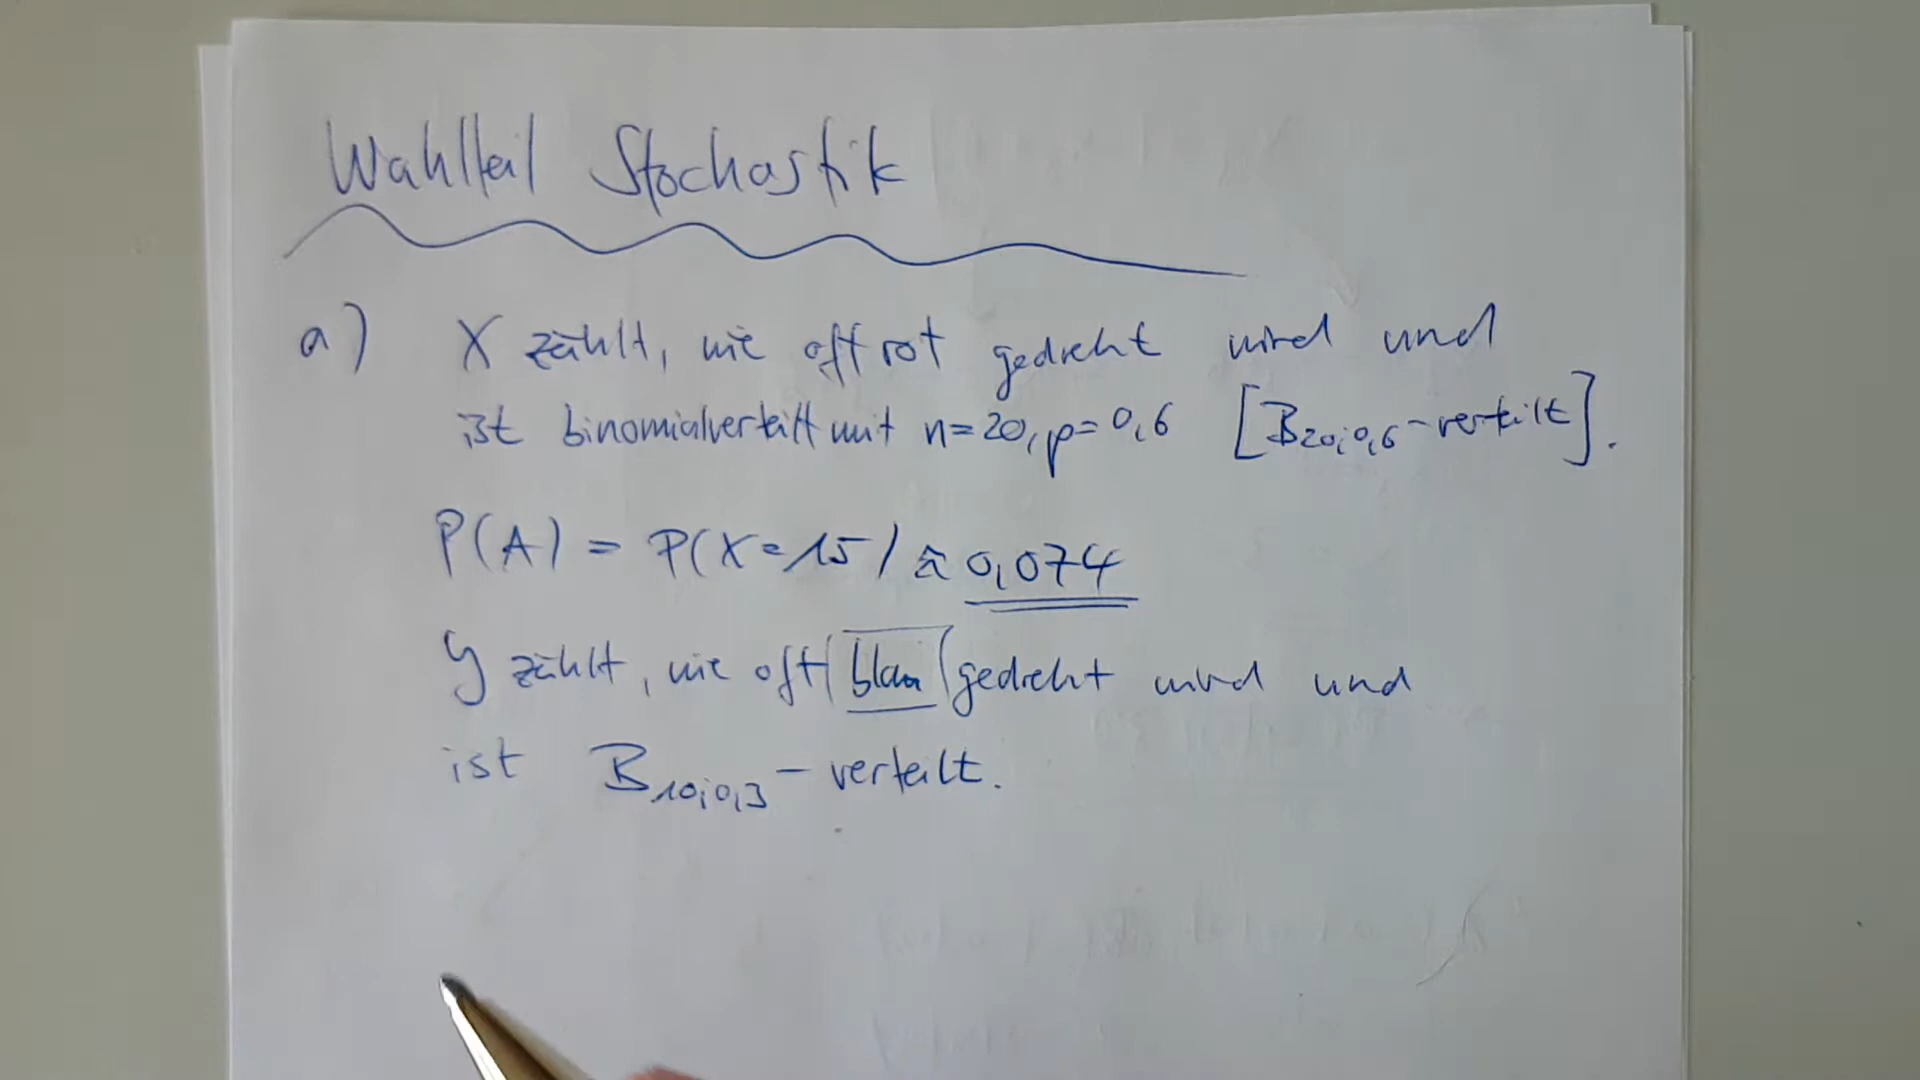 Wahlteil Stochastik
a) X zählt, wie oft rot gedreht wird und
ist binomialverteilt mit n=20, p=0,6 [B20;0,6-verteilt].
P(A) = P(X=15) ≈ 0,074
Y zählt, wie oft blau gedreht wird und
ist B10;0,3-verteilt.